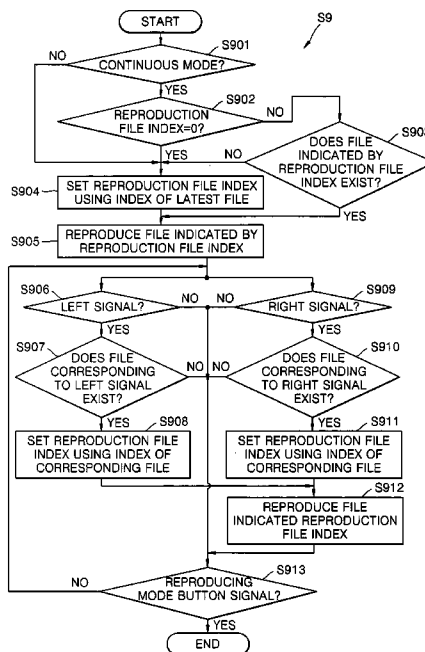 START
S9
S901
NO
CONTINUOUS MODE?
YES
S902
REPRODUCTION
FILE INDEX=0?
NO
S903
DOES FILE
INDICATED BY
REPRODUCTION FILE
INDEX EXIST?
YES
NO
S904
SET REPRODUCTION FILE INDEX
USING INDEX OF LATEST FILE
YES
S905
REPRODUCE FILE INDICATED BY
REPRODUCTION FILE INDEX
S906
LEFT SIGNAL?
NO
NO
RIGHT SIGNAL?
S909
YES
YES
S907
DOES FILE
CORRESPONDING
TO LEFT SIGNAL
EXIST?
NO
NO
DOES FILE
CORRESPONDING
TO RIGHT SIGNAL
EXIST?
S910
YES
S908
YES
S911
SET REPRODUCTION FILE
INDEX USING INDEX OF
CORRESPONDING FILE
SET REPRODUCTION FILE
INDEX USING INDEX OF
CORRESPONDING FILE
S912
REPRODUCE FILE
INDICATED REPRODUCTION
FILE INDEX
S913
NO
REPRODUCING
MODE BUTTON SIGNAL?
YES
END